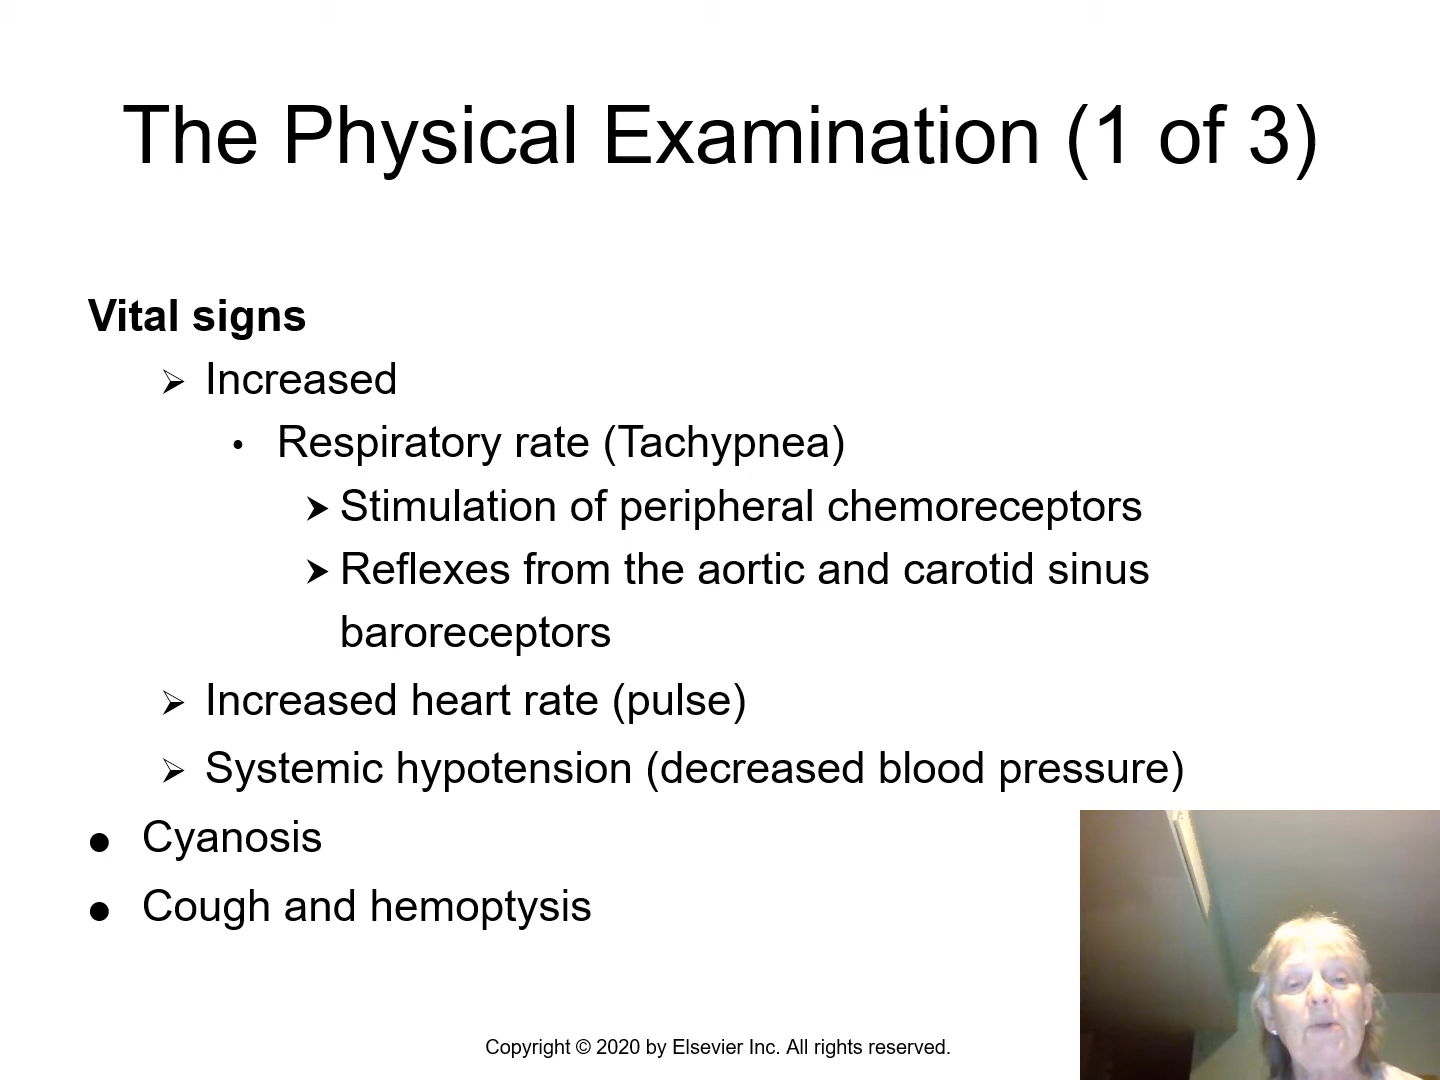 The Physical Examination (1 of 3)
Vital signs
➢ Increased
• Respiratory rate (Tachypnea)
➤ Stimulation of peripheral chemoreceptors
➤ Reflexes from the aortic and carotid sinus
baroreceptors
➢ Increased heart rate (pulse)
➢ Systemic hypotension (decreased blood pressure)
● Cyanosis
● Cough and hemoptysis
Copyright © 2020 by Elsevier Inc. All rights reserved.